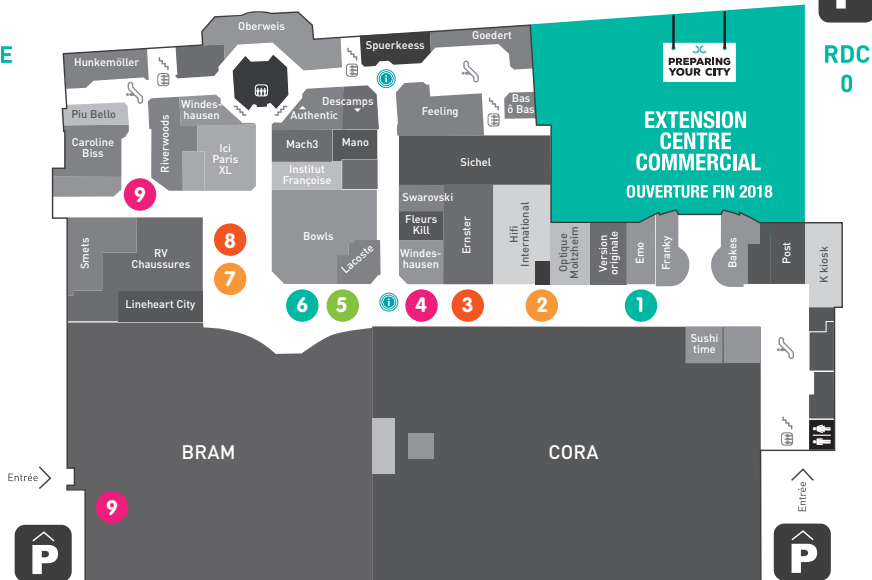 E
Hunkemöller
Oberweis
Spuerkeess
Goedert
PREPARING
YOUR CITY
P
RDC
0
EXTENSION
CENTRE
COMMERCIAL
OUVERTURE FIN 2018
Piu Bello
Caroline
Biss
Riverwoods
Windes-
hausen
Ici
Paris
XL
Authentic
Descamps
Mach3
Mano
Institut
Françoise
Feeling
Bas
ô Bas
Sichel
Swarovski
Fleurs
Kill
Windes-
hausen
Ernster
Hifi
International
Optique
Moitzheim
Version
originale
Emo
Franky
Bakes
Post
K kiosk
9
Smets
RV
Chaussures
Lineheart City
8
7
Bowls
Lacoste
6
5
i
i
4
3
2
1
Sushi
time
BRAM
CORA
Entrée
9
P
Entrée
P